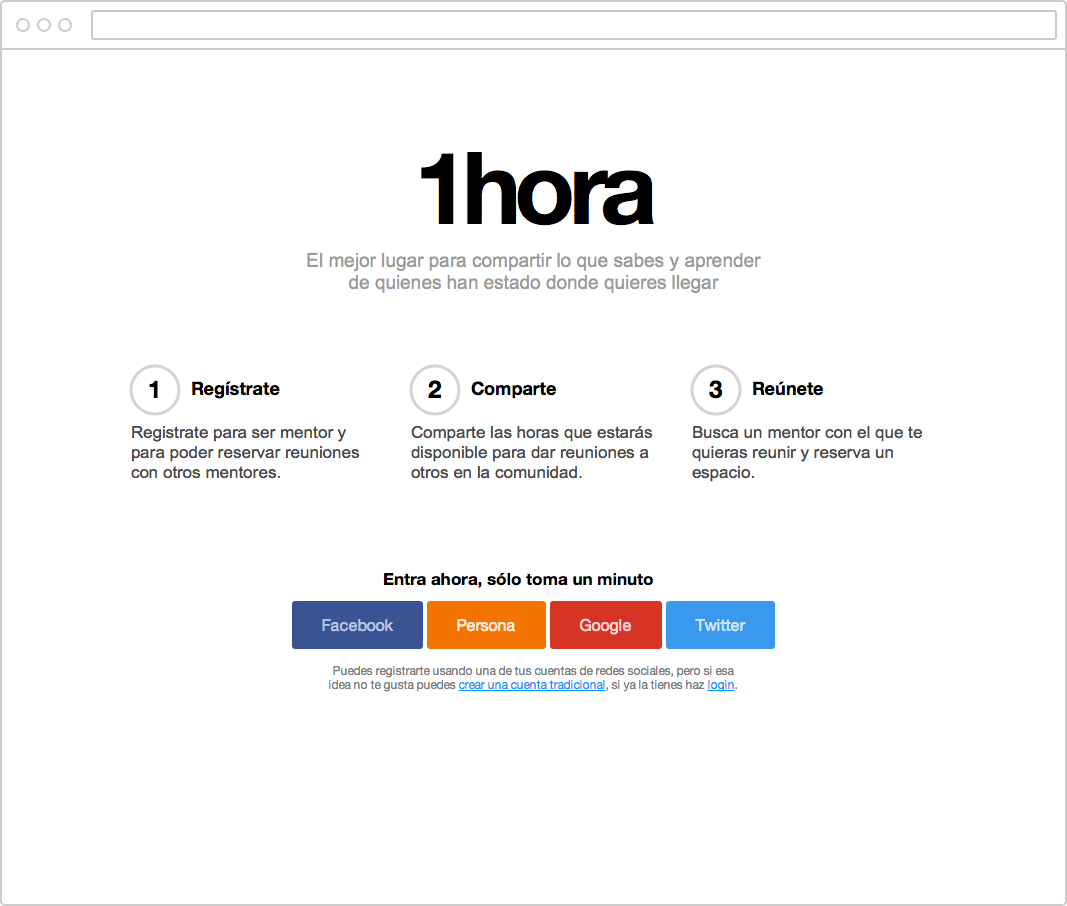 1hora
El mejor lugar para compartir lo que sabes y aprender
de quienes han estado donde quieres llegar
1 Regístrate
Registrate para ser mentor y
para poder reservar reuniones
con otros mentores.
2 Comparte
Comparte las horas que estarás
disponible para dar reuniones a
otros en la comunidad.
3 Reúnete
Busca un mentor con el que te
quieras reunir y reserva un
espacio.
Entra ahora, sólo toma un minuto
Facebook Persona Google Twitter
Puedes registrarte usando una de tus cuentas de redes sociales, pero si esa
idea no te gusta puedes crear una cuenta tradicional, si ya la tienes haz login.